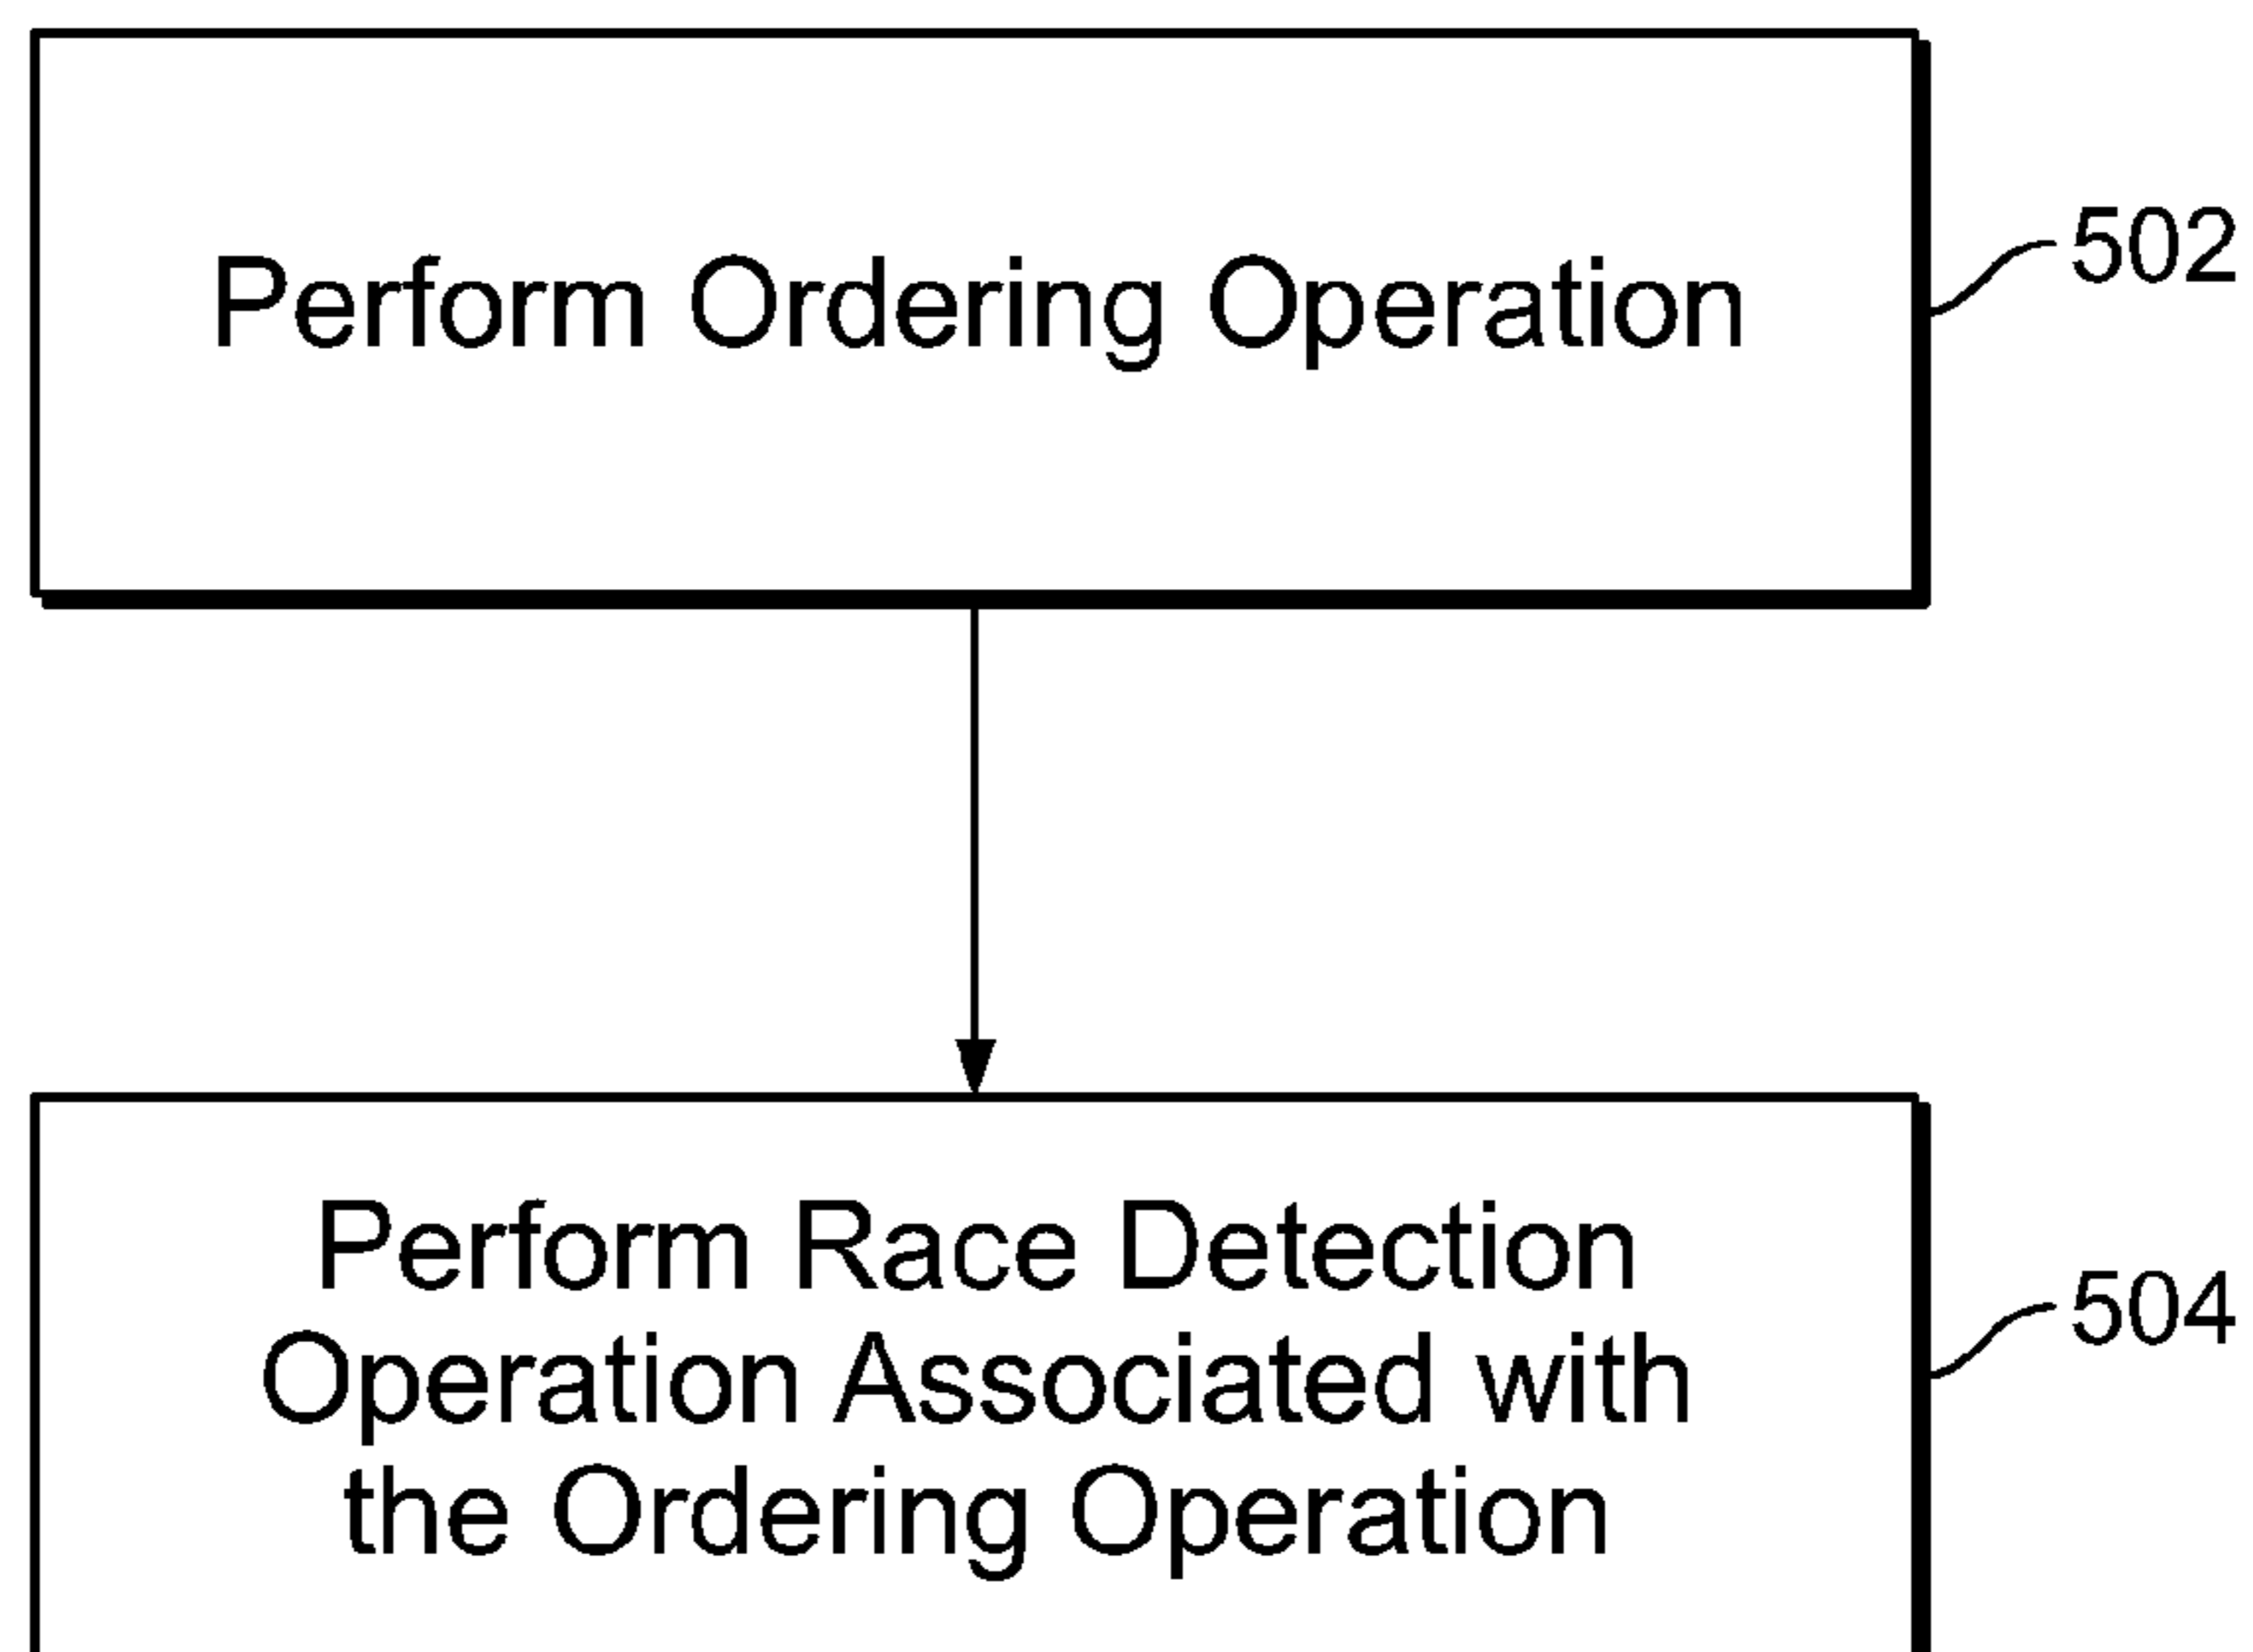 Perform Ordering Operation
502
Perform Race Detection
Operation Associated with
the Ordering Operation
504